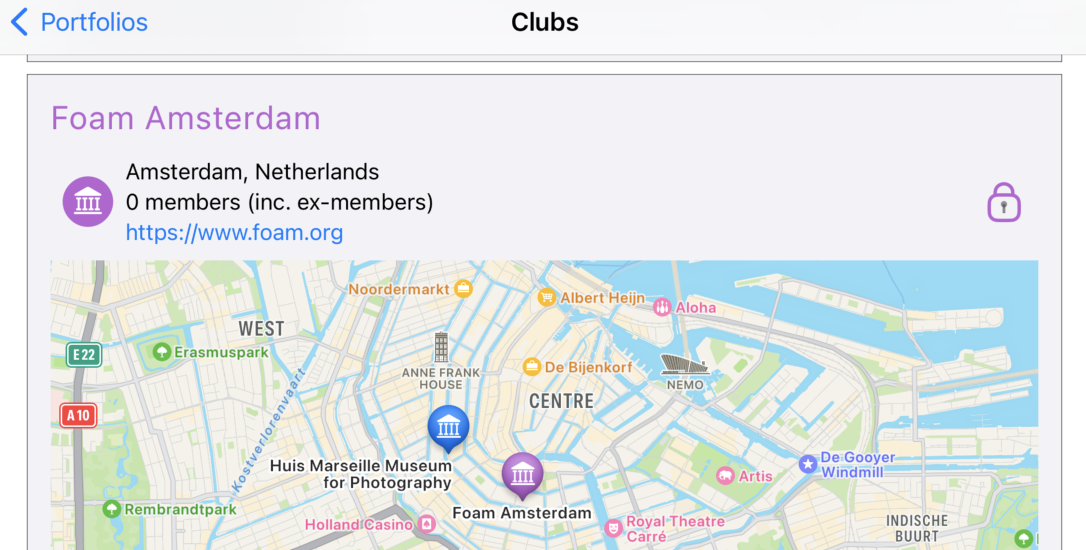 Portfolios
Clubs
Foam Amsterdam
Amsterdam, Netherlands
0 members (inc. ex-members)
https://www.foam.org
Noordermarkt
Albert Heijn
Aloha
WEST
E 22
Erasmuspark
ANNE FRANK
HOUSE
De Bijenkorf
NEMO
CENTRE
A 10
Kostverlorenvaart
Huis Marseille Museum
for Photography
De Gooyer
Windmill
Artis
Rembrandtpark
Foam Amsterdam
Holland Casino
Royal Theatre
Carré
INDISCHE
BUURT